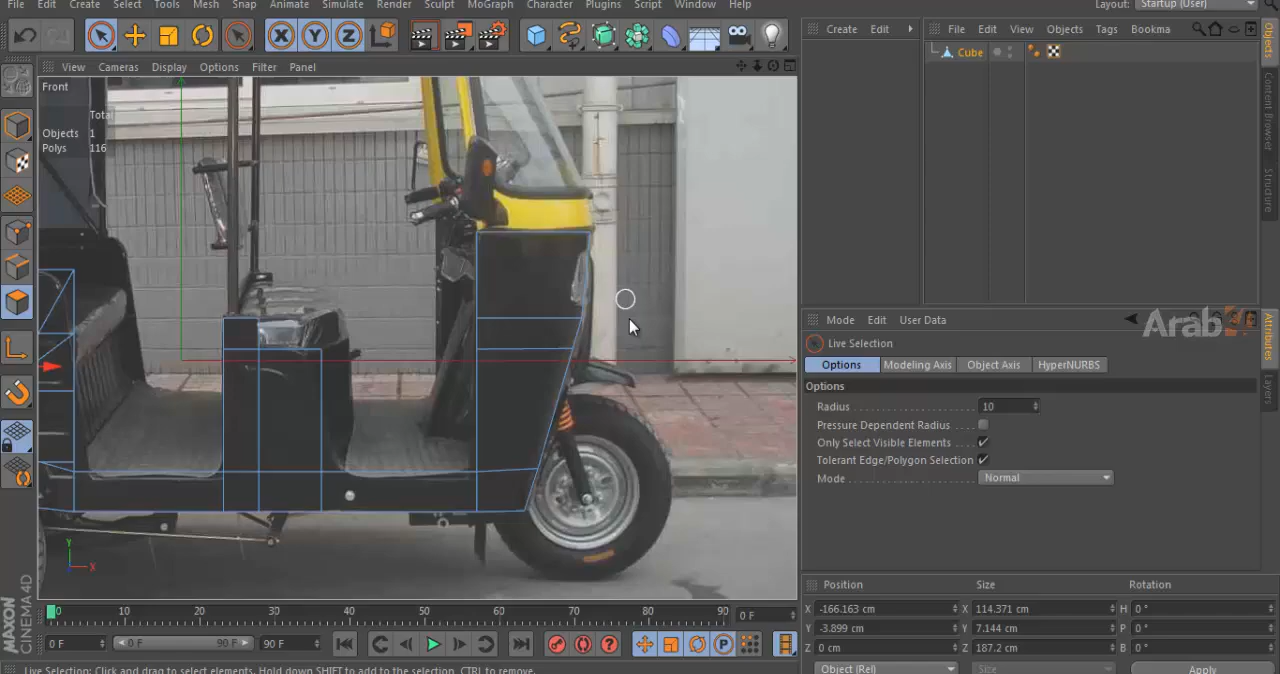 File Edit Create Select Tools Mesh Snap Animate Simulate Render Sculpt MoGraph Character Plugins Script Window Help Layout: Startup (User)
X Y Z
Create Edit File Edit View Objects Tags Bookma
View Cameras Display Options Filter Panel
Cube
Front
Total
Objects 1
Polys 116
Objects
Content Browser
Structure
Mode Edit User Data
Arab
Live Selection
Options Modeling Axis Object Axis HyperNURBS
Options
Radius 10
Pressure Dependent Radius
Only Select Visible Elements
Tolerant Edge/Polygon Selection
Mode Normal
Attributes
Layers
Y
X
Position Size Rotation
X -166.163 cm X 114.371 cm H 0 °
Y -3.899 cm Y 7.144 cm P 0 °
Z 0 cm Z 187.2 cm B 0 °
Object (Rel) Size Apply
0 10 20 30 40 50 60 70 80 90 0 F
0 F 0 F 90 F 90 F
P
MAXON
CINEMA 4D
Live Selection: Click and drag to select elements. Hold down SHIFT to add to the selection, CTRL to remove.